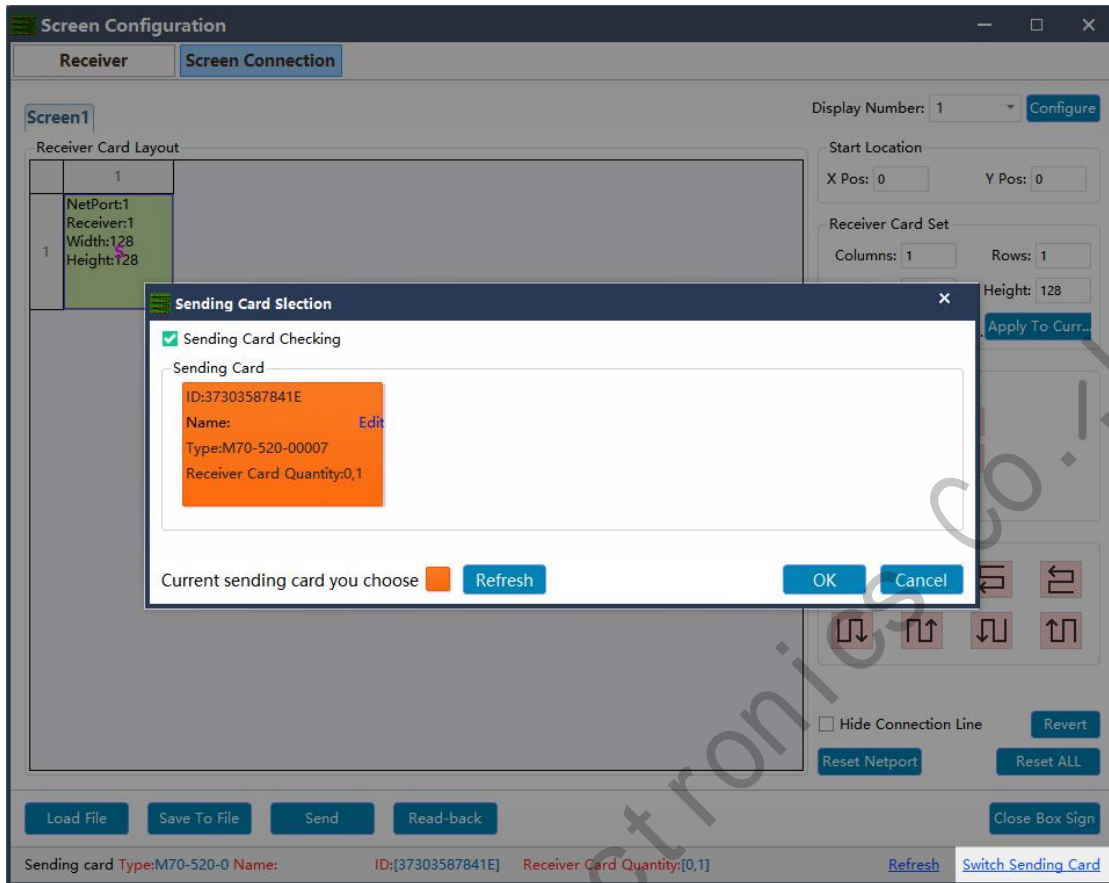 Screen Configuration
Receiver Screen Connection
Screen1
Display Number: 1 Configure
Receiver Card Layout
1
1
NetPort:1
Receiver:1
Width:128
Height:128
S
Start Location
X Pos: 0 Y Pos: 0
Receiver Card Set
Columns: 1 Rows: 1
Height: 128
Apply To Curr...
Sending Card Slection
Sending Card Checking
Sending Card
ID:37303587841E
Name: Edit
Type:M70-520-00007
Receiver Card Quantity:0,1
Current sending card you choose Refresh OK Cancel
Hide Connection Line Revert
Reset Netport Reset ALL
Load File Save To File Send Read-back Close Box Sign
Sending card Type:M70-520-0 Name: ID:[37303587841E] Receiver Card Quantity:[0,1] Refresh Switch Sending Card
ctronics Co.,